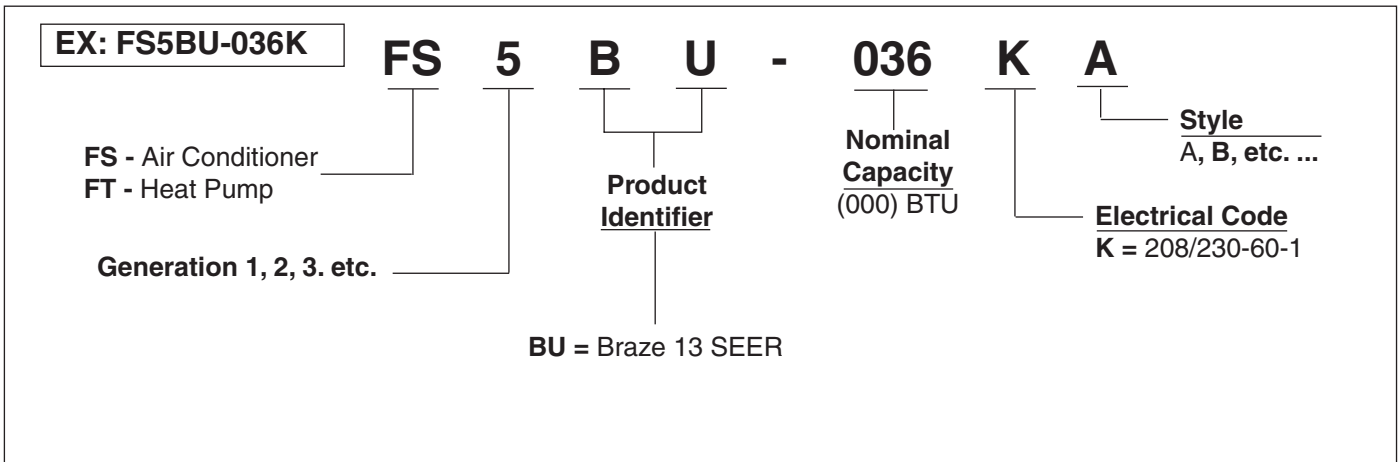 EX: FS5BU-036K
FS 5 B U - 036 K A
FS - Air Conditioner
FT - Heat Pump
Generation 1, 2, 3. etc.
Product
Identifier
BU = Braze 13 SEER
Nominal
Capacity
(000) BTU
Style
A, B, etc. ...
Electrical Code
K = 208/230-60-1